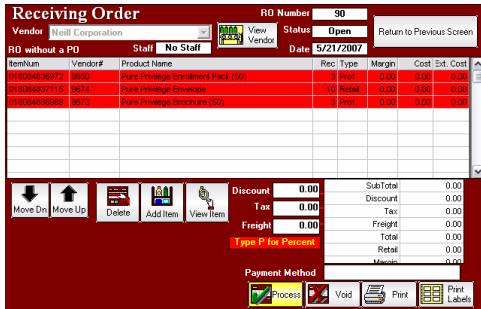 Receiving Order
RO Number 90
Vendor Neill Corporation
View Vendor
Status Open
Return to Previous Screen
RO without a PO
Staff No Staff
Date 5/21/2007
ItemNum Vendor# Product Name Rec Type Margin Cost Ext. Cost
018084836972 9650 Pure Privilege Enrollment Pack (50) 3 Prof. 0.00 0.00 0.00
018084837115 9674 Pure Privilege Envelope 10 Retail 0.00 0.00 0.00
018084836989 9673 Pure Privilege Brochure (50) 3 Prof. 0.00 0.00 0.00
Move Dn
Move Up
Delete
Add Item
View Item
Discount 0.00
Tax 0.00
Freight 0.00
Type P for Percent
SubTotal 0.00
Discount 0.00
Tax 0.00
Freight 0.00
Total 0.00
Retail 0.00
Margin 0.00
Payment Method
Process
Void
Print
Print Labels